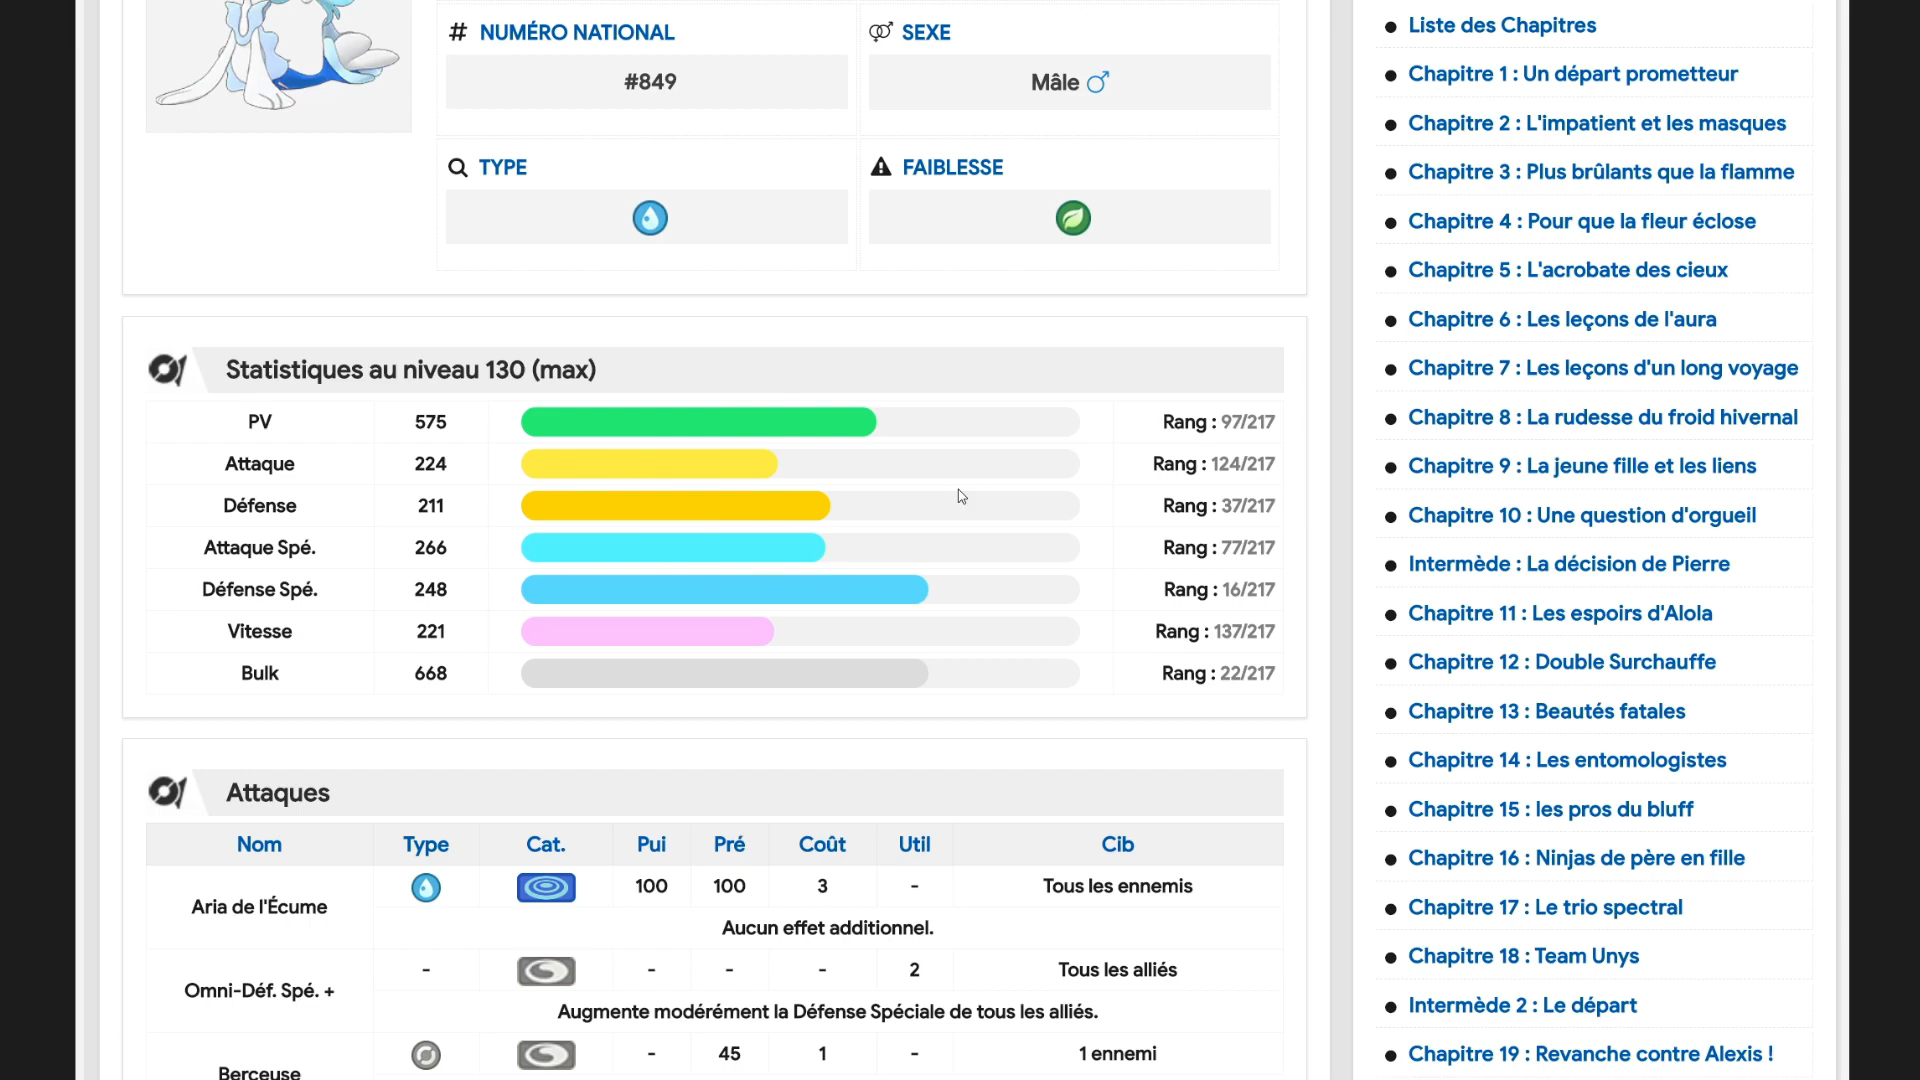 NUMÉRO NATIONAL
#849
SEXE
Mâle
TYPE
FAIBLESSE
Statistiques au niveau 130 (max)
PV 575 Rang : 97/217
Attaque 224 Rang : 124/217
Défense 211 Rang : 37/217
Attaque Spé. 266 Rang : 77/217
Défense Spé. 248 Rang : 16/217
Vitesse 221 Rang : 137/217
Bulk 668 Rang : 22/217
Attaques
Nom Type Cat. Pui Pré Coût Util Cib
Aria de l'Écume 100 100 3 - Tous les ennemis
Aucun effet additionnel.
Omni-Déf. Spé. + - - - - 2 Tous les alliés
Augmente modérément la Défense Spéciale de tous les alliés.
Berceuse - 45 1 - 1 ennemi
Liste des Chapitres
Chapitre 1 : Un départ prometteur
Chapitre 2 : L'impatient et les masques
Chapitre 3 : Plus brûlants que la flamme
Chapitre 4 : Pour que la fleur éclose
Chapitre 5 : L'acrobate des cieux
Chapitre 6 : Les leçons de l'aura
Chapitre 7 : Les leçons d'un long voyage
Chapitre 8 : La rudesse du froid hivernal
Chapitre 9 : La jeune fille et les liens
Chapitre 10 : Une question d'orgueil
Intermède : La décision de Pierre
Chapitre 11 : Les espoirs d'Alola
Chapitre 12 : Double Surchauffe
Chapitre 13 : Beautés fatales
Chapitre 14 : Les entomologistes
Chapitre 15 : les pros du bluff
Chapitre 16 : Ninjas de père en fille
Chapitre 17 : Le trio spectral
Chapitre 18 : Team Unys
Intermède 2 : Le départ
Chapitre 19 : Revanche contre Alexis !